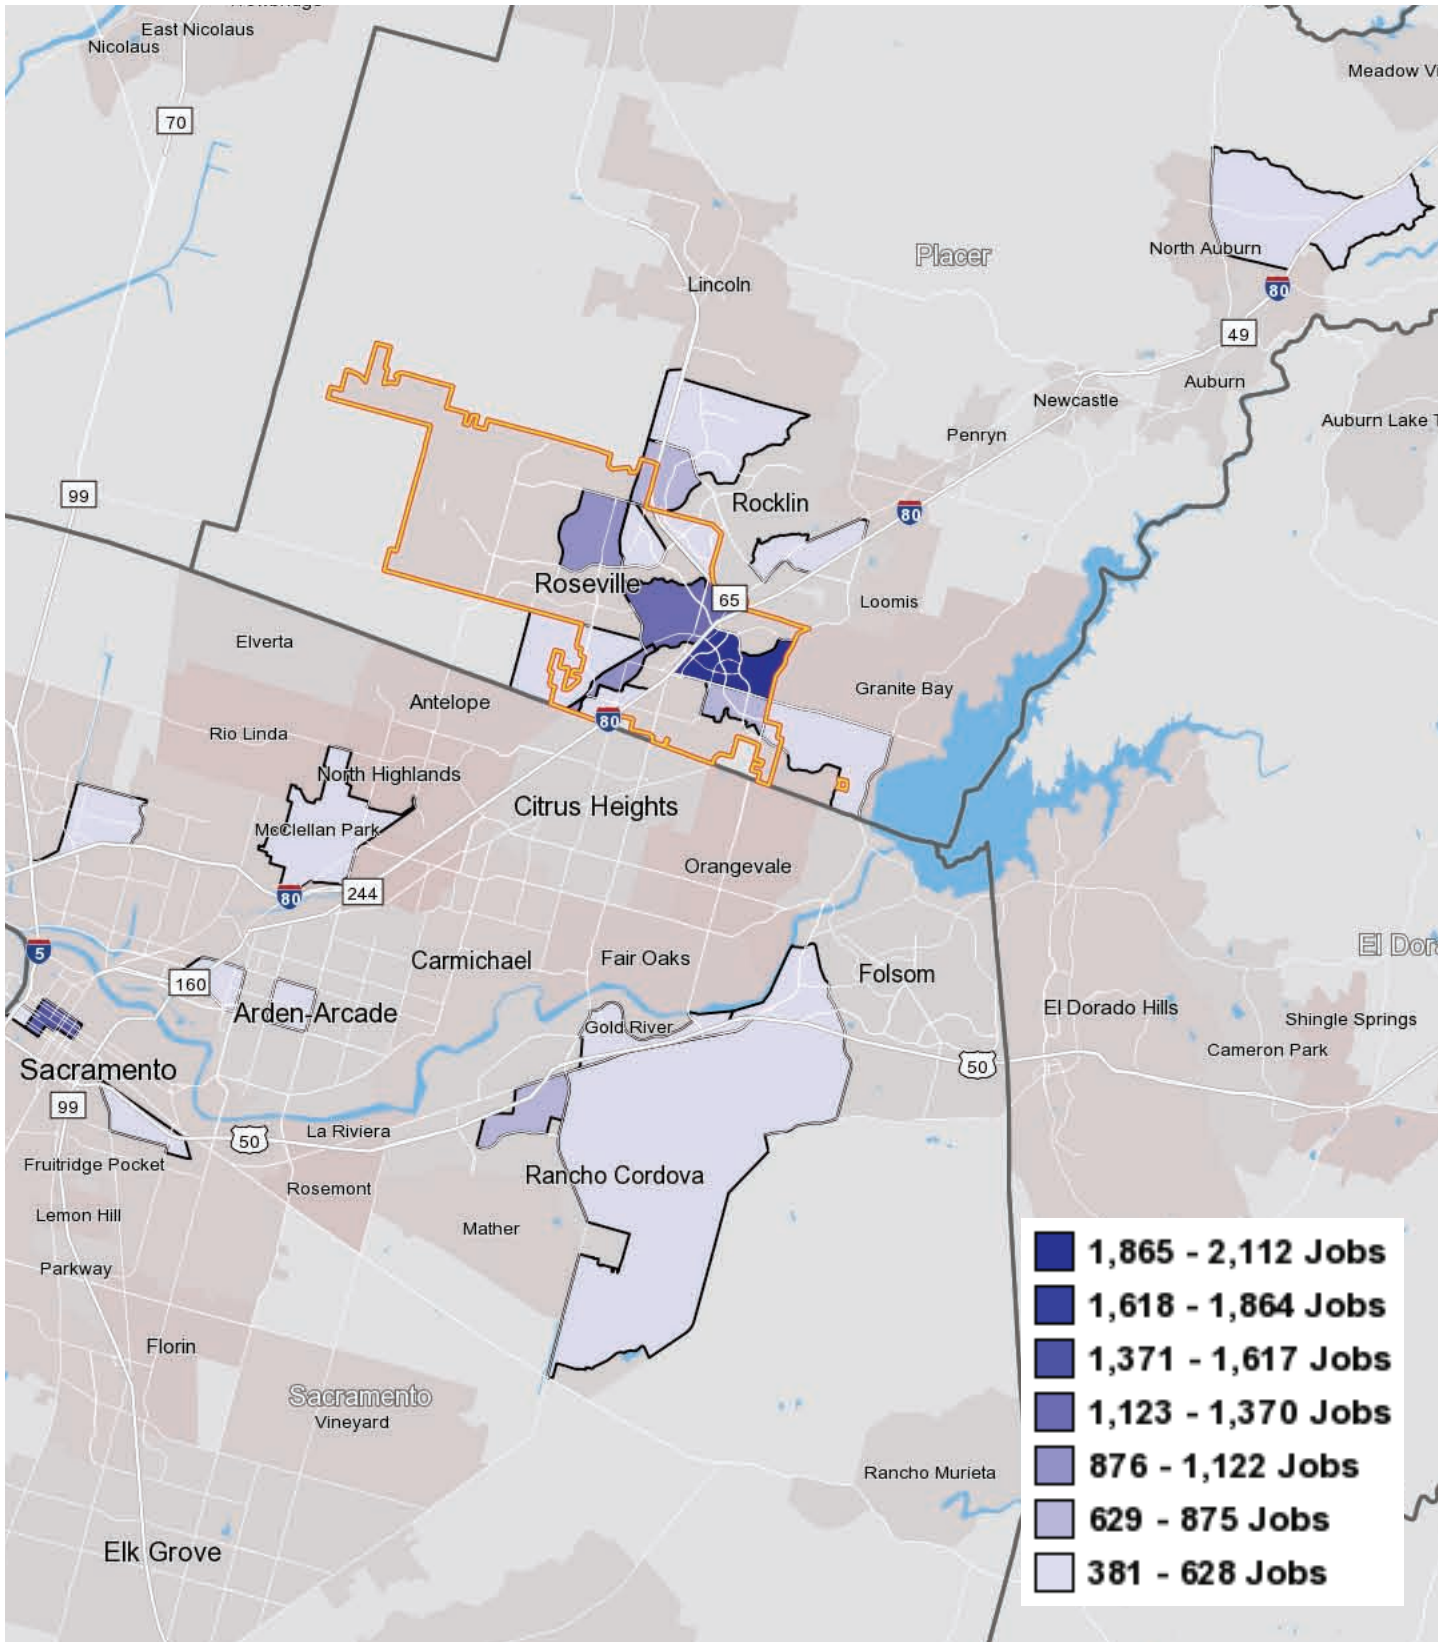 East Nicolaus
Nicolaus
Meadow Vi
70
North Auburn
Placer
Lincoln
80
49
Auburn
Newcastle
Auburn Lake T
Penryn
99
Rocklin
80
Roseville
65
Loomis
Elverta
Granite Bay
Antelope
80
Rio Linda
North Highlands
Citrus Heights
McClellan Park
Orangevale
80
244
5
Carmichael
Fair Oaks
El Dora
Folsom
160
Arden-Arcade
El Dorado Hills
Gold River
Shingle Springs
Cameron Park
Sacramento
50
99
La Riviera
50
Fruitridge Pocket
Rancho Cordova
Rosemont
Lemon Hill
Mather
Parkway
1,865 - 2,112 Jobs
1,618 - 1,864 Jobs
Florin
1,371 - 1,617 Jobs
Sacramento
Vineyard
1,123 - 1,370 Jobs
876 - 1,122 Jobs
Rancho Murieta
629 - 875 Jobs
Elk Grove
381 - 628 Jobs